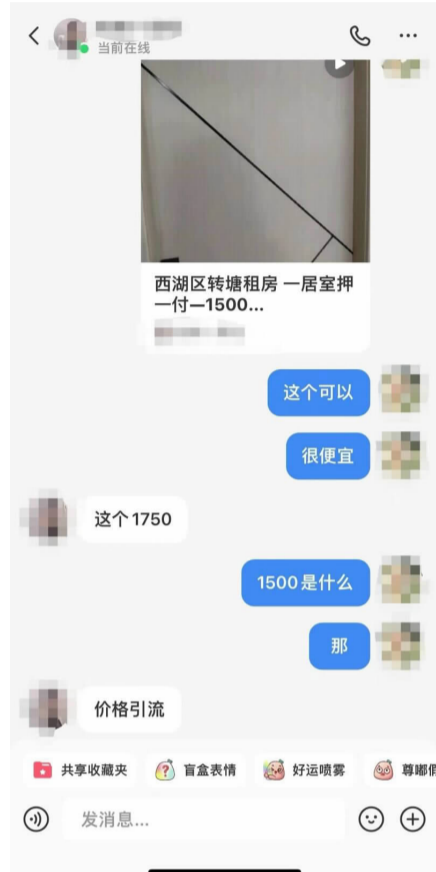 当前在线
西湖区转塘租房 一居室押
一付一1500...
这个可以
很便宜
这个1750
1500是什么
那
价格引流
共享收藏夹
盲盒表情
好运喷雾
尊嘟假
发消息...